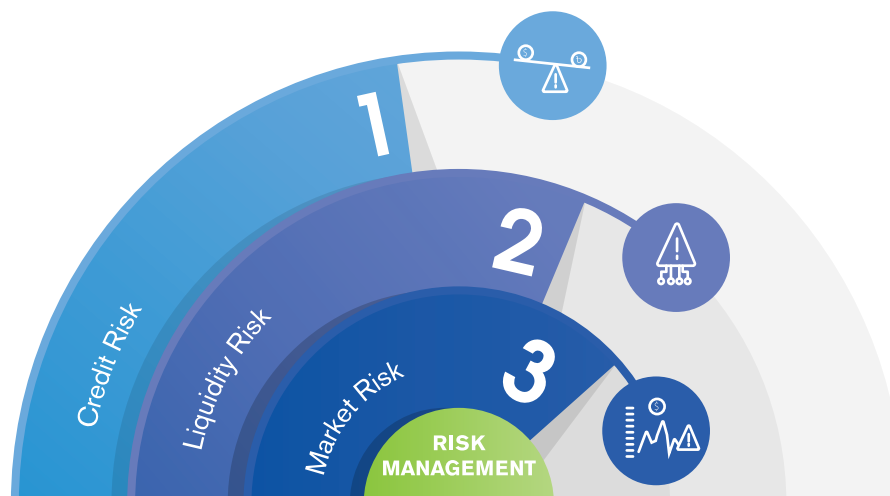 1
Credit Risk
2
Liquidity Risk
3
Market Risk
RISK
MANAGEMENT